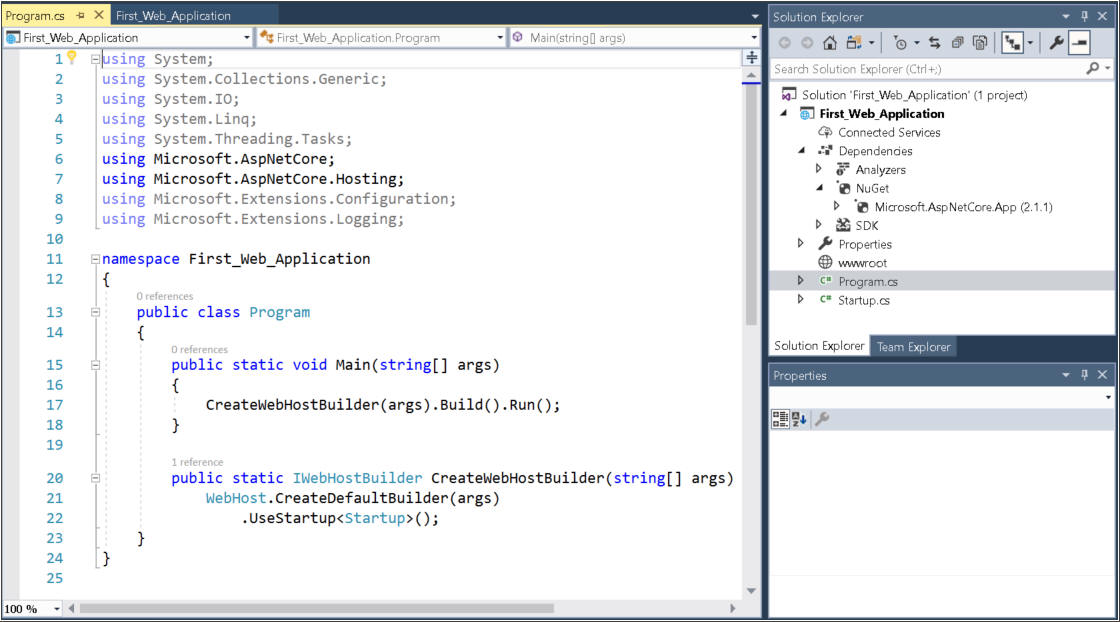 Program.cs
First_Web_Application
First_Web_Application
First_Web_Application.Program
Main(string[] args)
1 using System;
2 using System.Collections.Generic;
3 using System.IO;
4 using System.Linq;
5 using System.Threading.Tasks;
6 using Microsoft.AspNetCore;
7 using Microsoft.AspNetCore.Hosting;
8 using Microsoft.Extensions.Configuration;
9 using Microsoft.Extensions.Logging;
10
11 namespace First_Web_Application
12 {
0 references
13 public class Program
14 {
0 references
15 public static void Main(string[] args)
16 {
17 CreateWebHostBuilder(args).Build().Run();
18 }
19
1 reference
20 public static IWebHostBuilder CreateWebHostBuilder(string[] args)
21 WebHost.CreateDefaultBuilder(args)
22 .UseStartup<Startup>();
23 }
24 }
25
100 %
Solution Explorer
Search Solution Explorer (Ctrl+;)
Solution 'First_Web_Application' (1 project)
First_Web_Application
Connected Services
Dependencies
Analyzers
NuGet
Microsoft.AspNetCore.App (2.1.1)
SDK
Properties
wwwroot
C# Program.cs
C# Startup.cs
Solution Explorer
Team Explorer
Properties